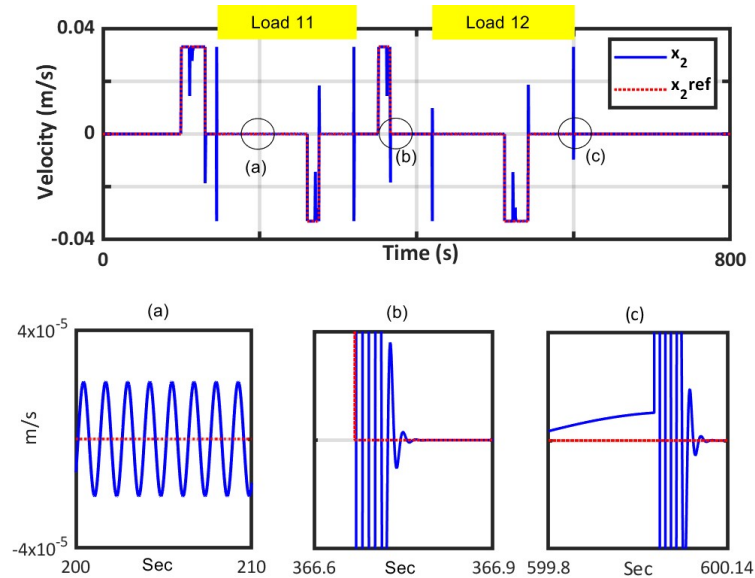 Load 11
Load 12
0.04
0
-0.04
Velocity (m/s)
x2
x2ref
(a)
(b)
(c)
0
Time (s)
800
(a)
(b)
(c)
4x10-5
m/s
-4x10-5
200
Sec
210
366.6
Sec
366.9
599.8
Sec
600.14